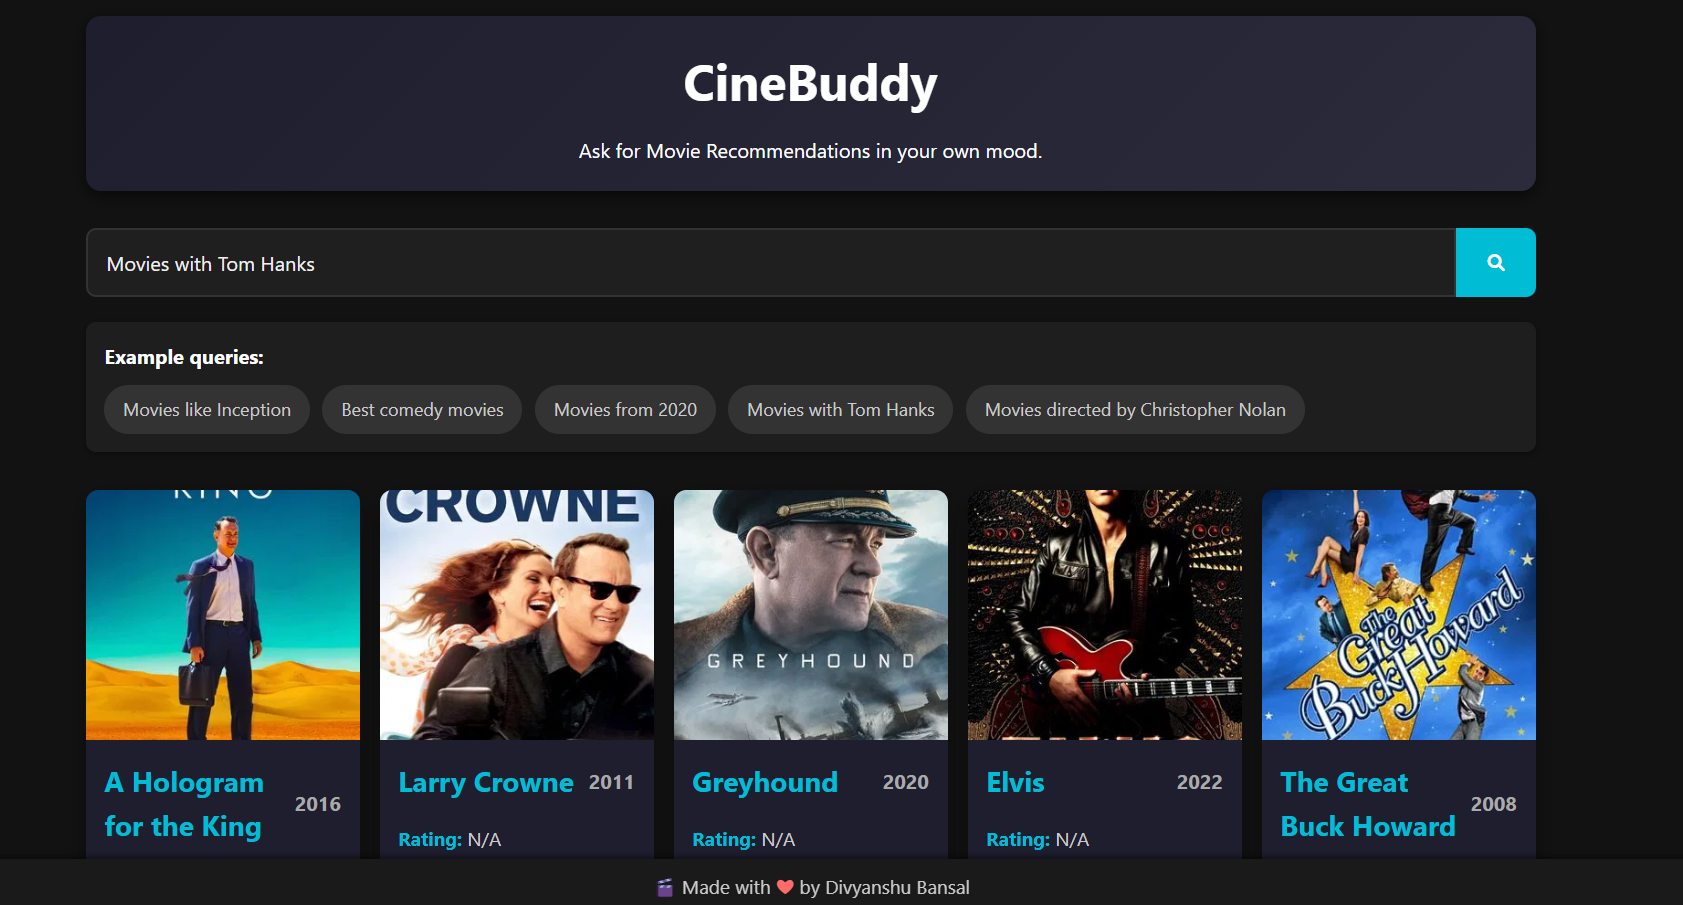 CineBuddy
Ask for Movie Recommendations in your own mood.
Movies with Tom Hanks
Example queries:
Movies like Inception
Best comedy movies
Movies from 2020
Movies with Tom Hanks
Movies directed by Christopher Nolan
KING
CROWNE
GREYHOUND
The
Great
Buck Howard
A Hologram
for the King
2016
Larry Crowne
2011
Rating: N/A
Greyhound
2020
Rating: N/A
Elvis
2022
Rating: N/A
The Great
Buck Howard
2008
🎬 Made with ❤️ by Divyanshu Bansal